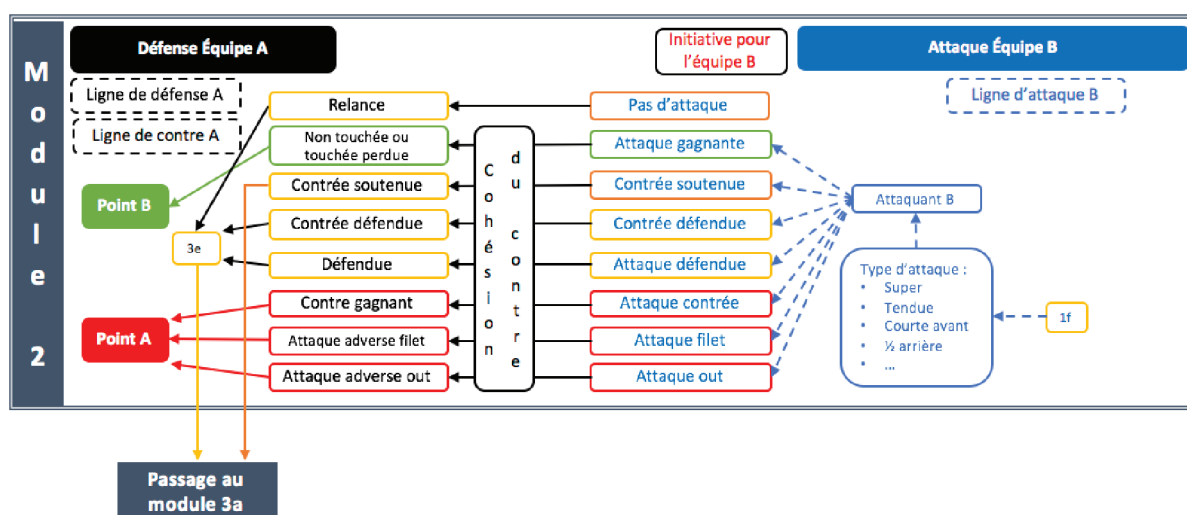 Module 2
Défense Équipe A
Initiative pour
l'équipe B
Attaque Équipe B
Ligne de défense A
Ligne de contre A
Ligne d'attaque B
Relance
Pas d'attaque
Non touchée ou
touchée perdue
Attaque gagnante
Contrée soutenue
Contrée soutenue
Contrée défendue
Contrée défendue
Défendue
Attaque défendue
Contre gagnant
Attaque contrée
Attaque adverse filet
Attaque filet
Attaque adverse out
Attaque out
Cohésion
du contre
Point B
3e
Point A
Attaquant B
Type d'attaque :
• Super
• Tendue
• Courte avant
• ½ arrière
• ...
1f
Passage au
module 3a